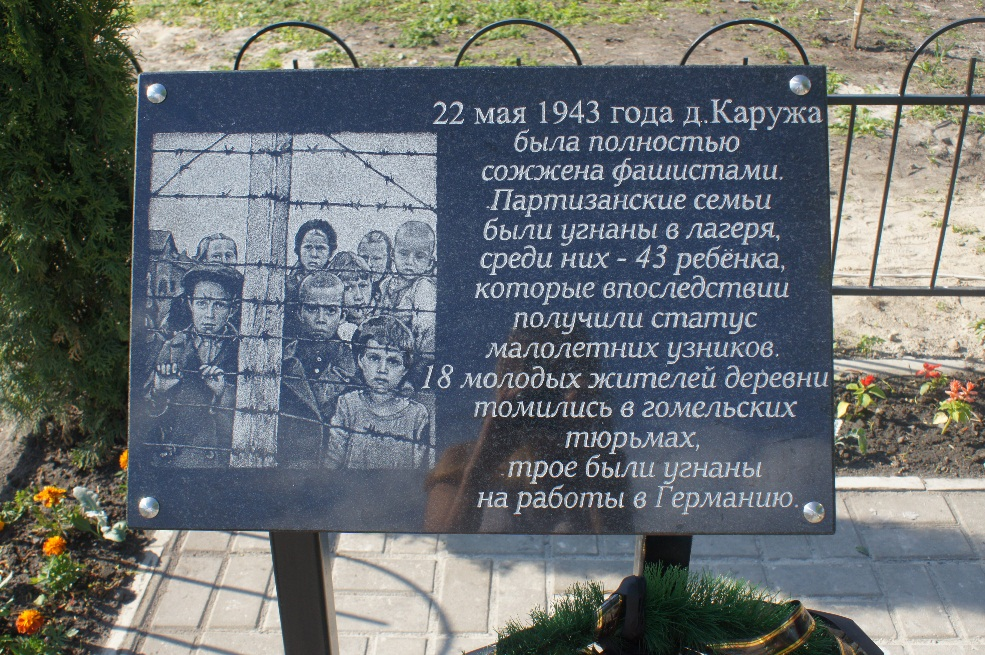 22 мая 1943 года д.Каружа
была полностью
сожжена фашистами.
Партизанские семьи
были угнаны в лагеря,
среди них - 43 ребёнка,
которые впоследствии
получили статус
малолетних узников.
18 молодых жителей деревни
томились в гомельских
тюрьмах,
трое были угнаны
на работы в Германию.